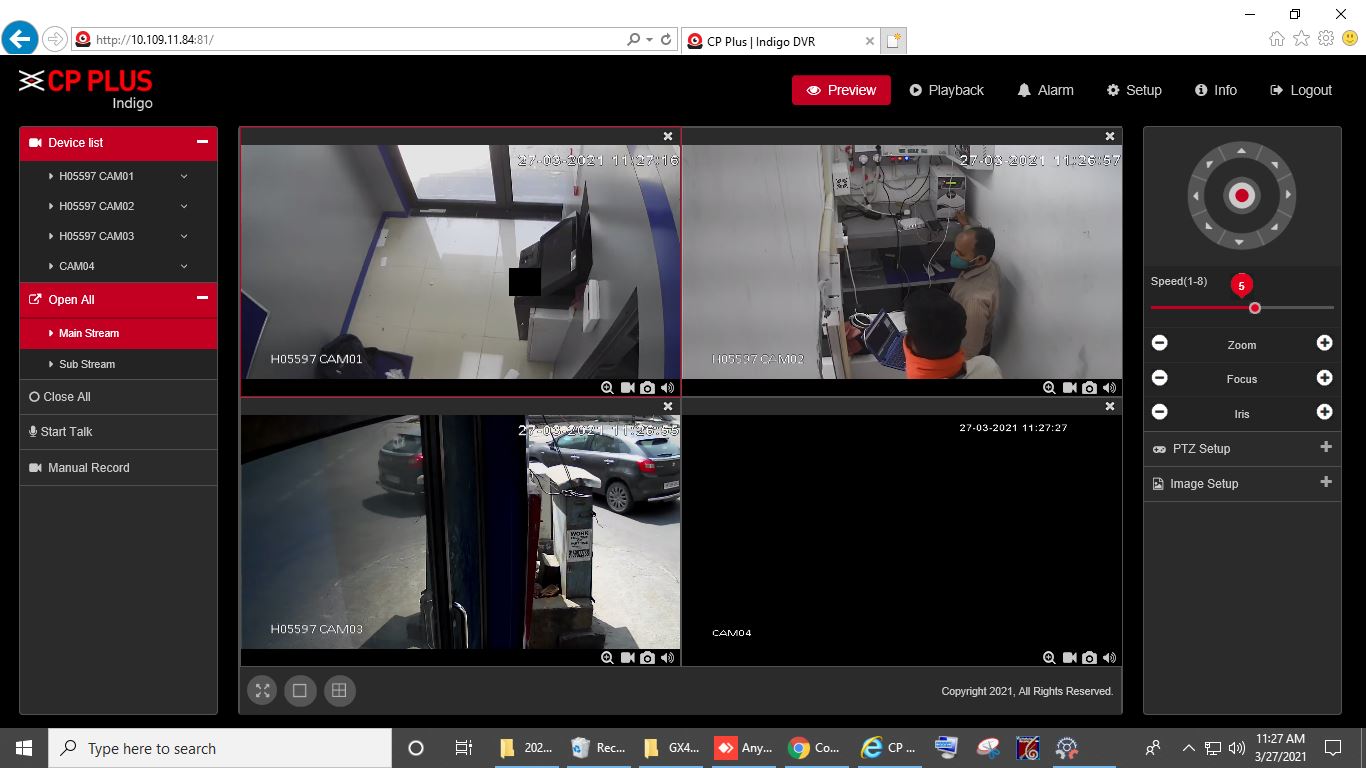 http://10.109.11.84:81/
CP Plus | Indigo DVR
CP PLUS
Indigo
Preview
Playback
Alarm
Setup
Info
Logout
Device list
H05597 CAM01
H05597 CAM02
H05597 CAM03
CAM04
Open All
Main Stream
Sub Stream
Close All
Start Talk
Manual Record
27-03-2021 11:27:16
H05597 CAM01
27-03-2021 11:26:57
H05597 CAM02
27-03-2021 11:26:55
WORK
H05597 CAM03
27-03-2021 11:27:27
CAM04
Copyright 2021, All Rights Reserved.
Speed(1-8)
5
Zoom
Focus
Iris
PTZ Setup
Image Setup
Type here to search
202...
Rec...
GX4...
Any...
Co...
CP ...
11:27 AM
3/27/2021